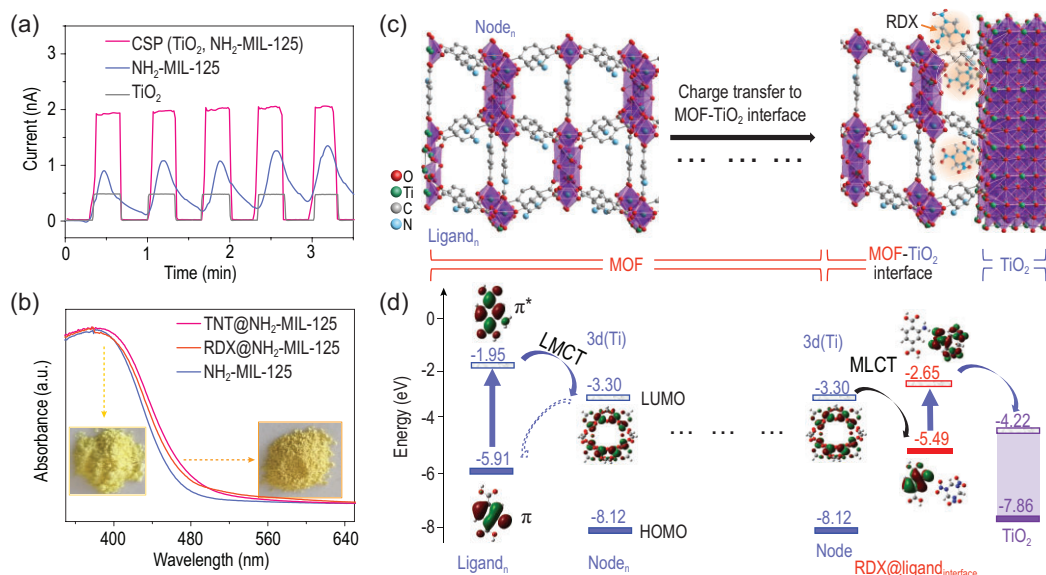 (a)
3
2
1
0
Current (nA)
0 1 2 3
Time (min)
CSP (TiO2, NH2-MIL-125)
NH2-MIL-125
TiO2
(b)
Absorbance (a.u.)
400 480 560 640
Wavelength (nm)
TNT@NH2-MIL-125
RDX@NH2-MIL-125
NH2-MIL-125
(c)
Noden
RDX
Charge transfer to
MOF-TiO2 interface
... ... ...
O
Ti
C
N
Ligandn
MOF
MOF-TiO2
interface
TiO2
(d)
Energy (eV)
0
-2
-4
-6
-8
π*
-1.95
LMCT
3d(Ti)
-3.30
LUMO
-5.91
π
-8.12
HOMO
Ligandn
Noden
... ... ...
3d(Ti)
MLCT
-3.30
-2.65
-5.49
-4.22
-7.86
-8.12
Node
RDX@ligandinterface
TiO2